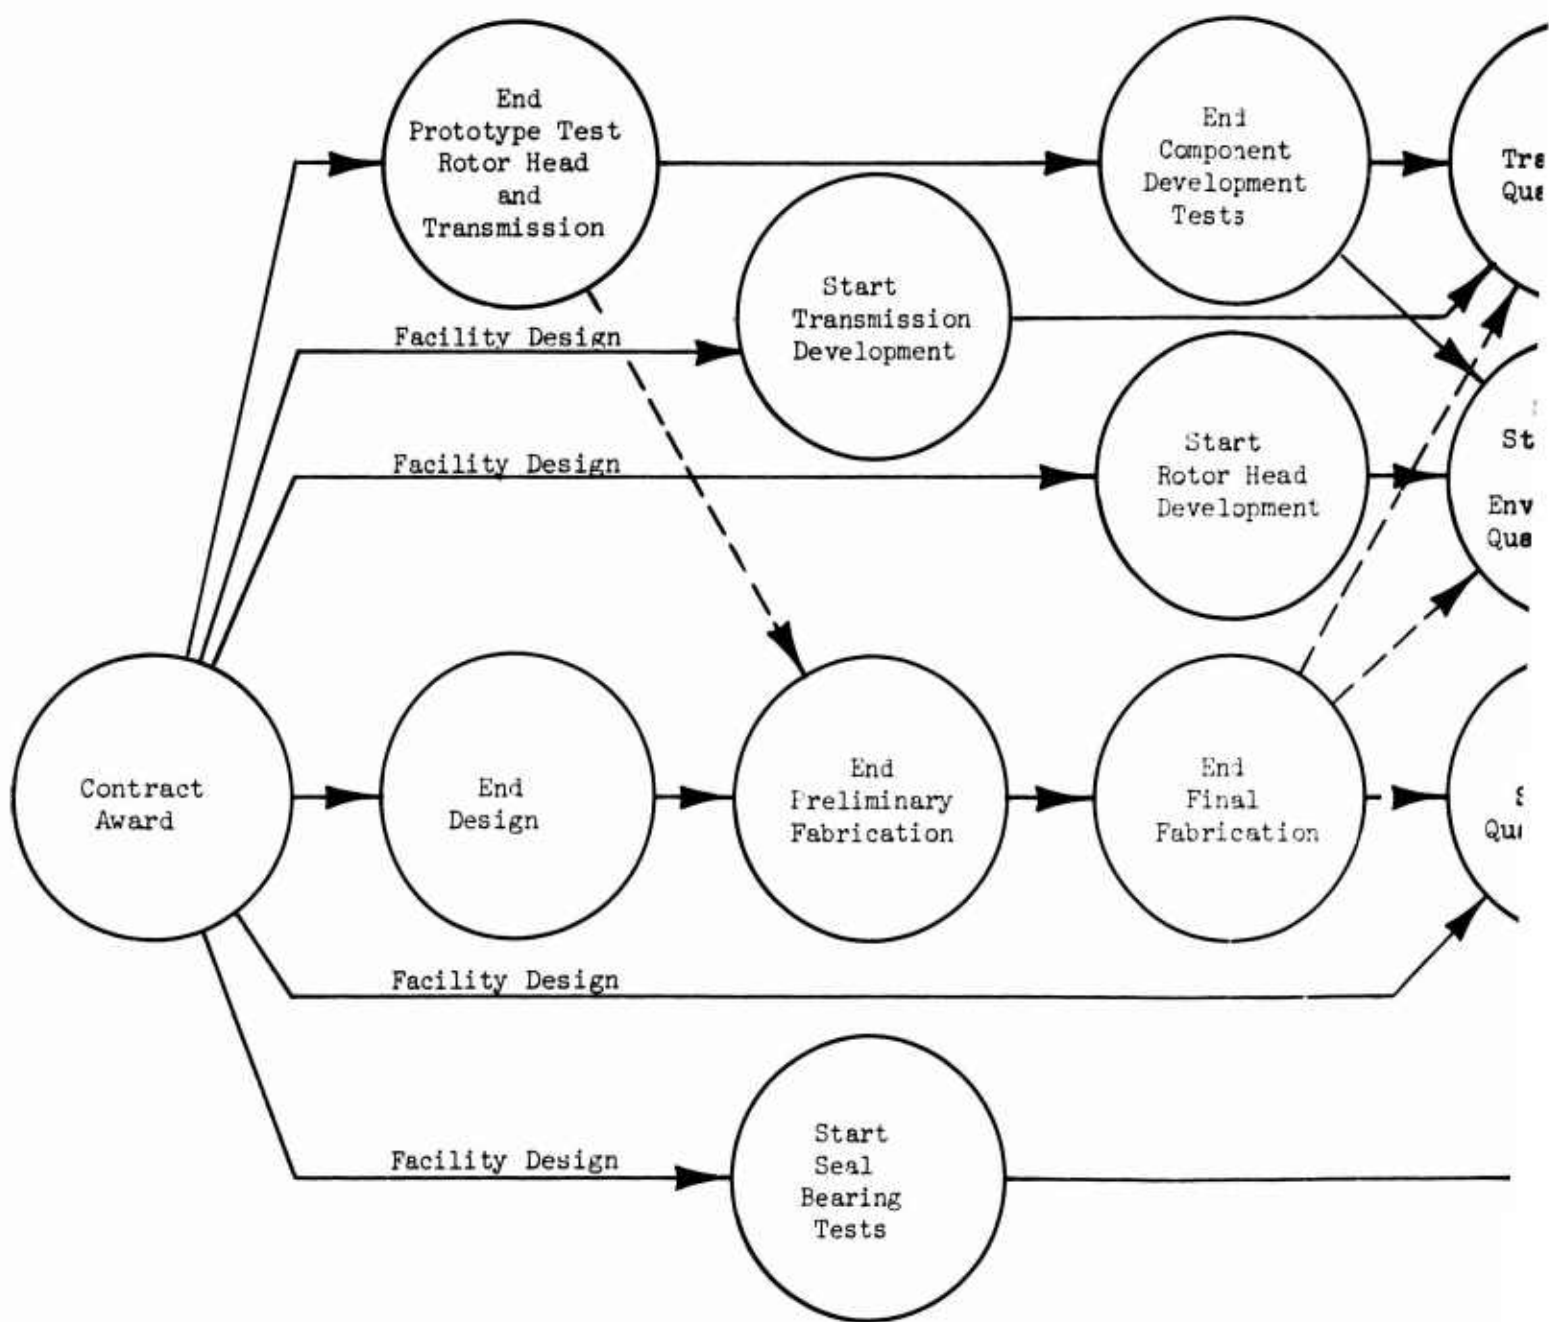 End
Prototype Test
Rotor Head
and
Transmission
End
Component
Development
Tests
Start
Transmission
Development
Facility Design
Start
Rotor Head
Development
Facility Design
St
Env
Contract
Award
End
Design
End
Preliminary
Fabrication
End
Final
Fabrication
Facility Design
Facility Design
Start
Seal
Bearing
Tests